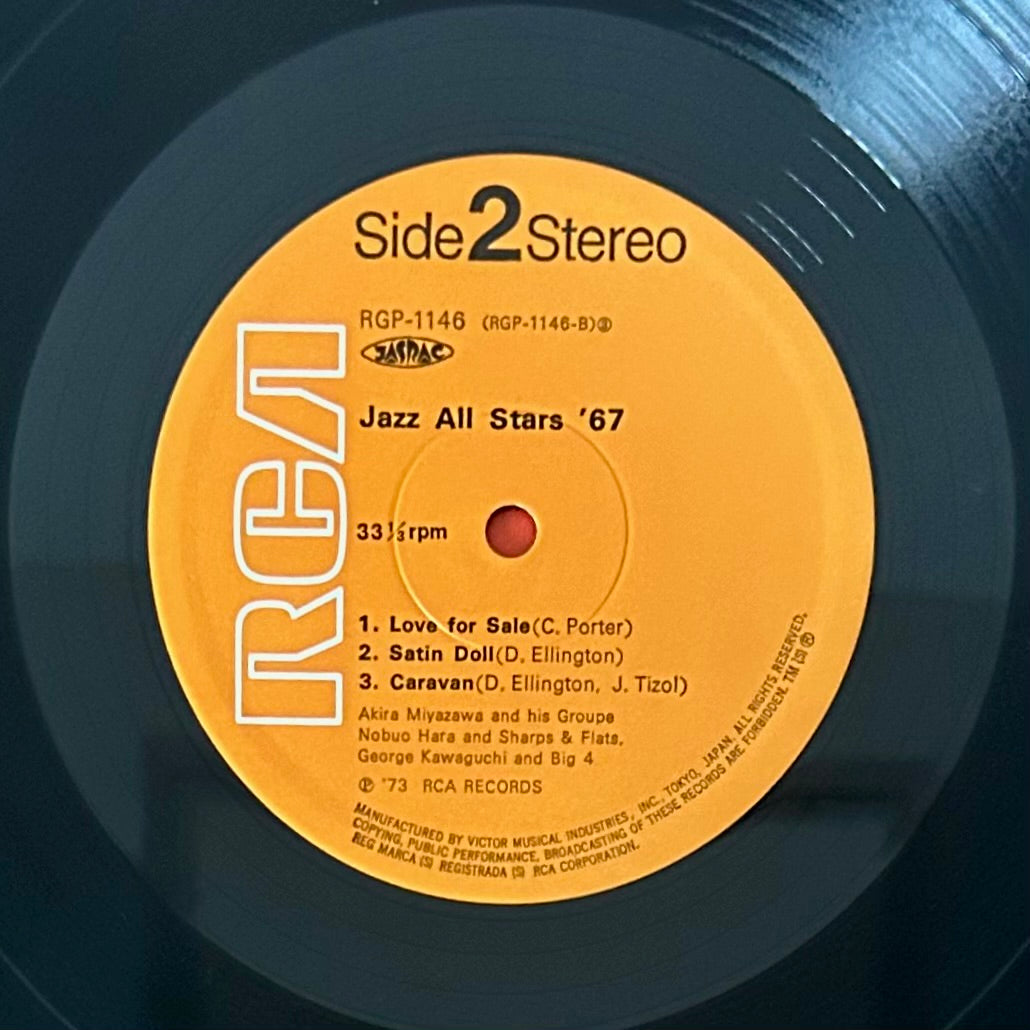 Side 2 Stereo
RGP-1146 (RGP-1146-B)③
JASRAC
Jazz All Stars '67
RCA
33⅓rpm
1. Love for Sale(C. Porter)
2. Satin Doll(D. Ellington)
3. Caravan(D. Ellington, J. Tizol)
Akira Miyazawa and his Groupe
Nobuo Hara and Sharps & Flats,
George Kawaguchi and Big 4
℗ '73 RCA RECORDS
MANUFACTURED BY VICTOR MUSICAL INDUSTRIES, INC., TOKYO, JAPAN. ALL RIGHTS RESERVED.
COPYING, PUBLIC PERFORMANCE, BROADCASTING OF THESE RECORDS ARE FORBIDDEN. TM (S) ®
REG MARCA (S) REGISTRADA (S) RCA CORPORATION.